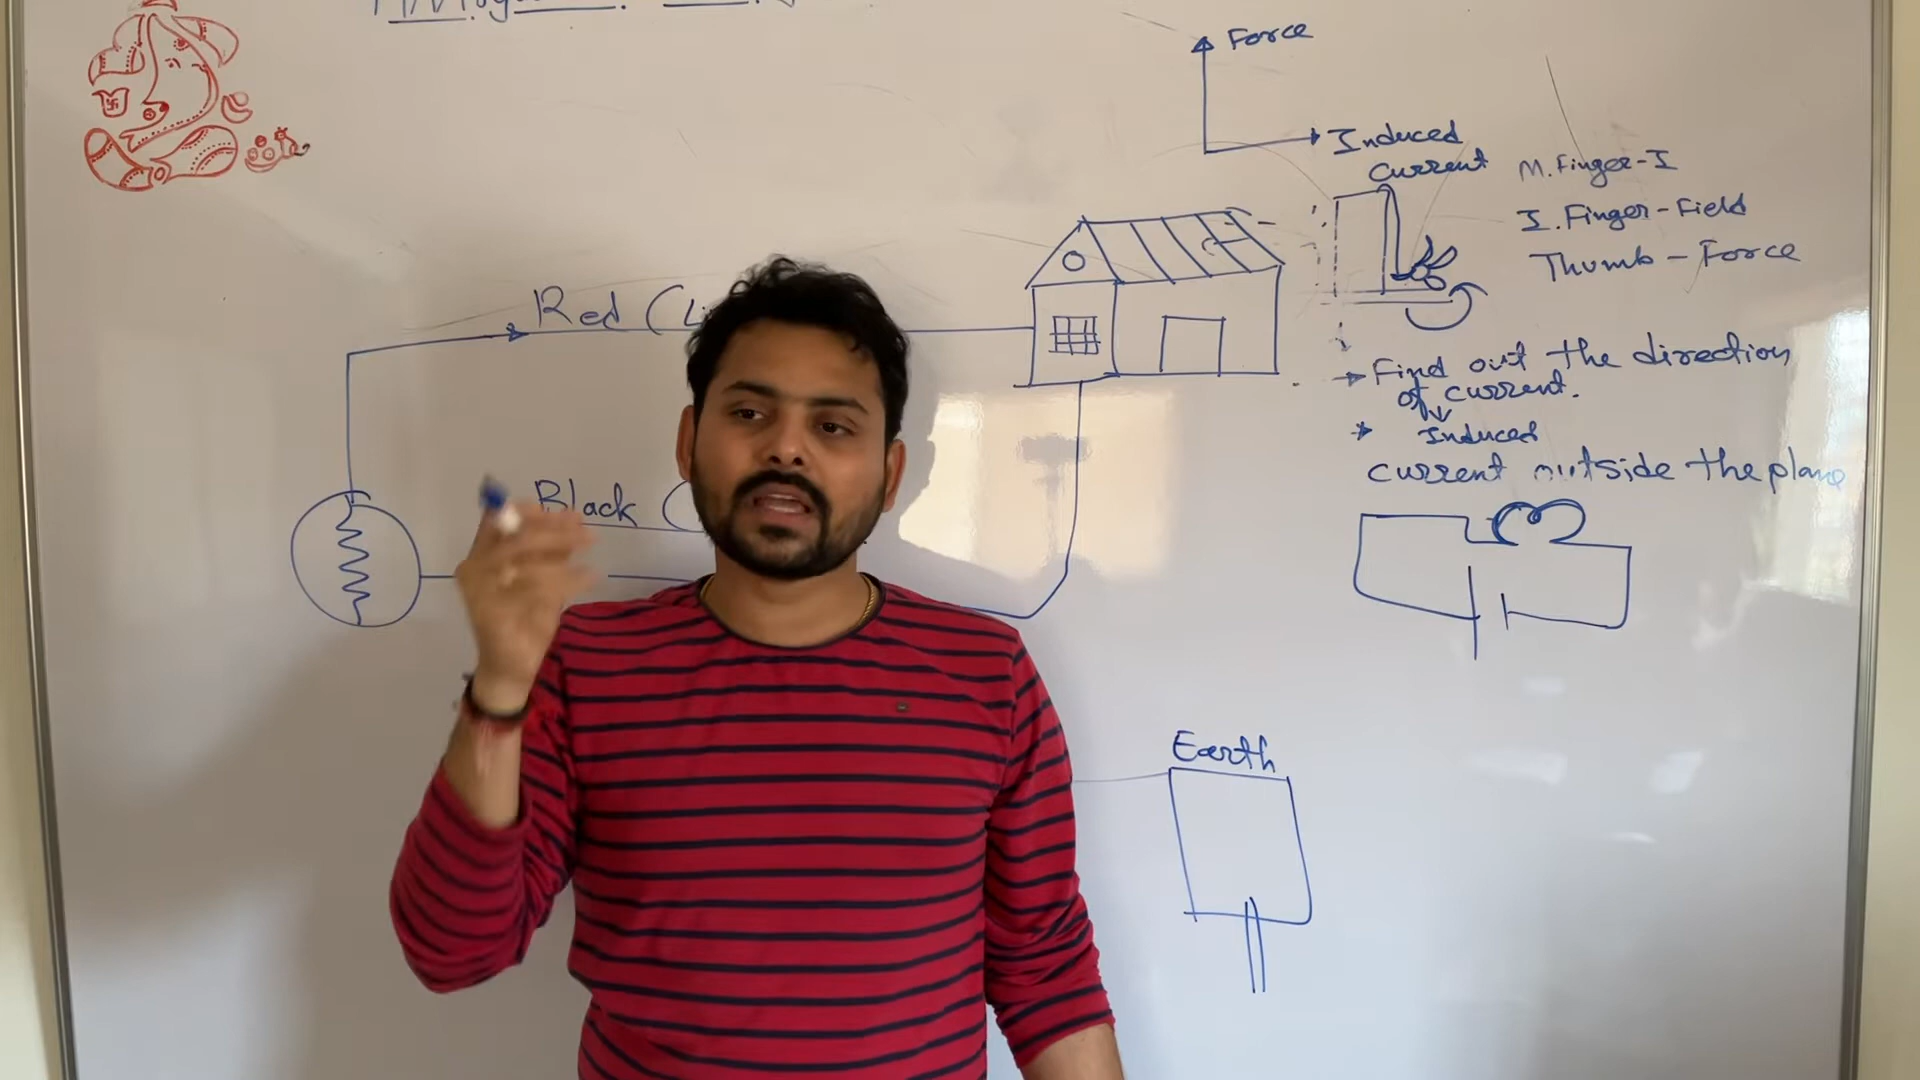 Force
Induced
Current
M. Finger-I
I. Finger-Field
Thumb - Force
Red (Li
→ Find out the direction
of current.
Induced
current outside the plane
Black (
Earth